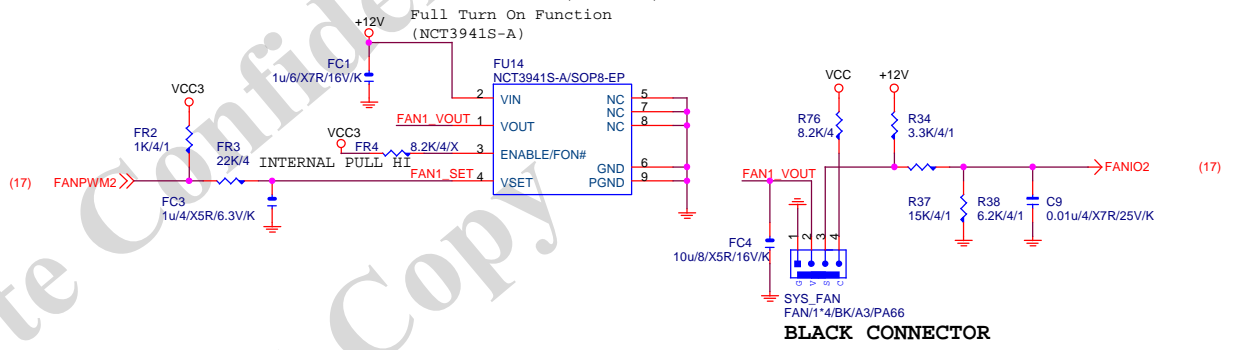 Full Turn On Function
(NCT3941S-A)
+12V
FC1
1u/6/X7R/16V/K
FU14
NCT3941S-A/SOP8-EP
2 VIN NC 5
NC 7
FAN1_VOUT 1 VOUT NC 8
VCC3
FR2
1K/4/1
FR3
22K/4
VCC3
FR4 8.2K/4/X 3 ENABLE/FON#
INTERNAL PULL HI
GND 6
(17) FANPWM2
FAN1_SET 4 VSET PGND 9
FC3
1u/4/X5R/6.3V/K
VCC +12V
R76
8.2K/4
R34
3.3K/4/1
FANIO2 (17)
FAN1_VOUT
R37
15K/4/1
R38
6.2K/4/1
C9
0.01u/4/X7R/25V/K
FC4
10u/8/X5R/16V/K
1 2 3 4
G V S C
SYS_FAN
FAN/1*4/BK/A3/PA66
BLACK CONNECTOR
Copy